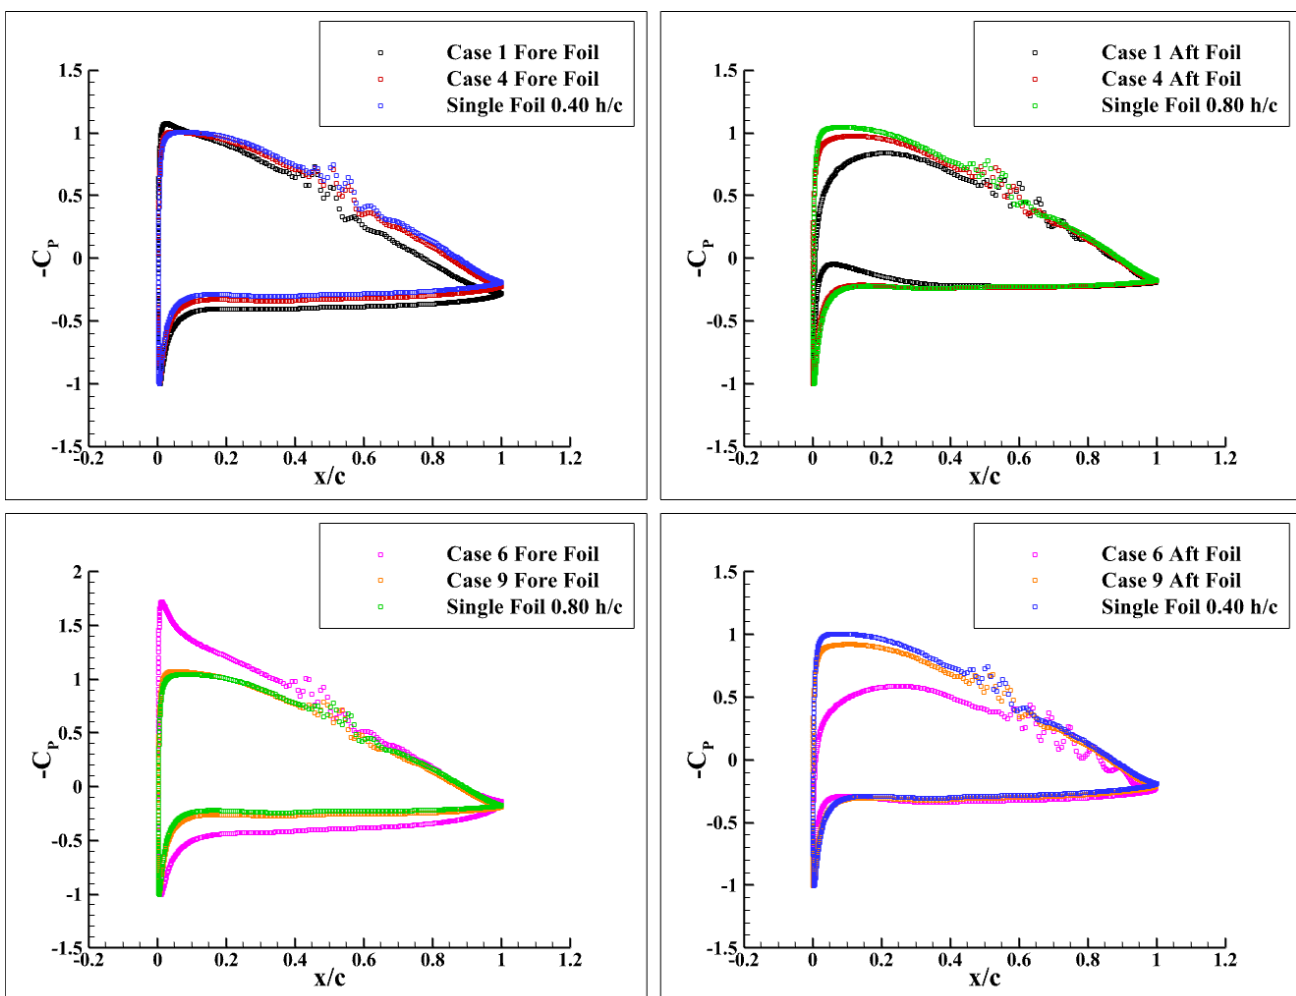 Case 1 Fore Foil
Case 4 Fore Foil
Single Foil 0.40 h/c
1.5
1
0.5
0
-0.5
-1
-1.5
-C_P
-0.2 0 0.2 0.4 0.6 0.8 1 1.2
x/c
Case 1 Aft Foil
Case 4 Aft Foil
Single Foil 0.80 h/c
1.5
1
0.5
0
-0.5
-1
-1.5
-C_P
-0.2 0 0.2 0.4 0.6 0.8 1 1.2
x/c
Case 6 Fore Foil
Case 9 Fore Foil
Single Foil 0.80 h/c
2
1.5
1
0.5
0
-0.5
-1
-1.5
-C_P
-0.2 0 0.2 0.4 0.6 0.8 1 1.2
x/c
Case 6 Aft Foil
Case 9 Aft Foil
Single Foil 0.40 h/c
1.5
1
0.5
0
-0.5
-1
-1.5
-C_P
-0.2 0 0.2 0.4 0.6 0.8 1 1.2
x/c